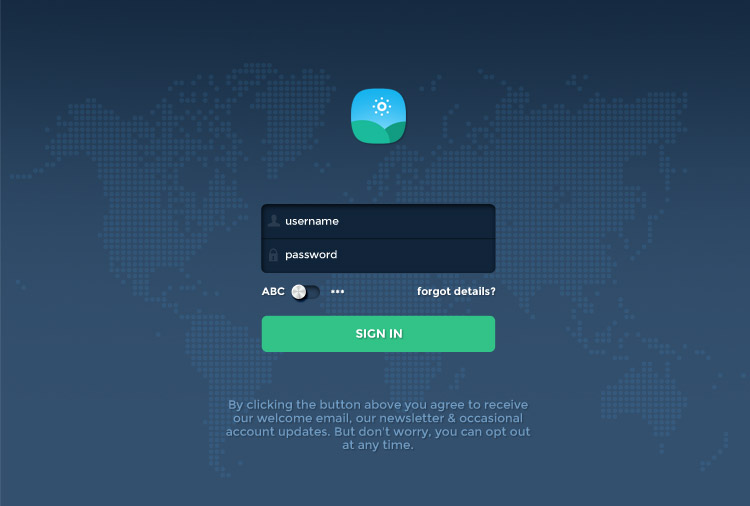 username
password
ABC ••• forgot details?
SIGN IN
By clicking the button above you agree to receive
our welcome email, our newsletter & occasional
account updates. But don't worry, you can opt out
at any time.